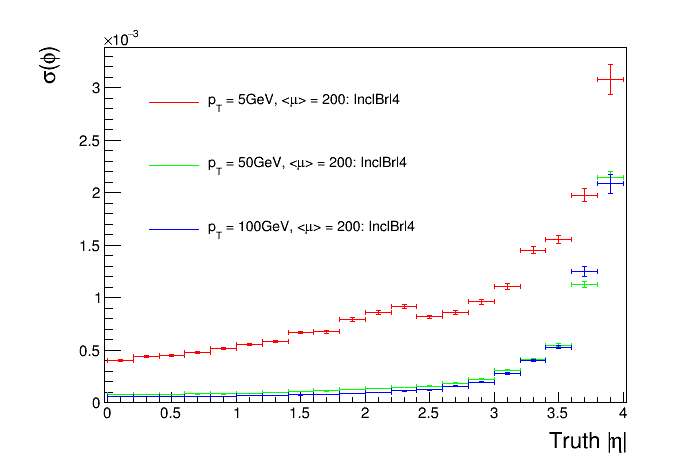 ×10⁻³
σ(ϕ)
3
2.5
2
1.5
1
0.5
0
p_T = 5GeV, <μ> = 200: InclBrl4
p_T = 50GeV, <μ> = 200: InclBrl4
p_T = 100GeV, <μ> = 200: InclBrl4
0 0.5 1 1.5 2 2.5 3 3.5 4
Truth |η|